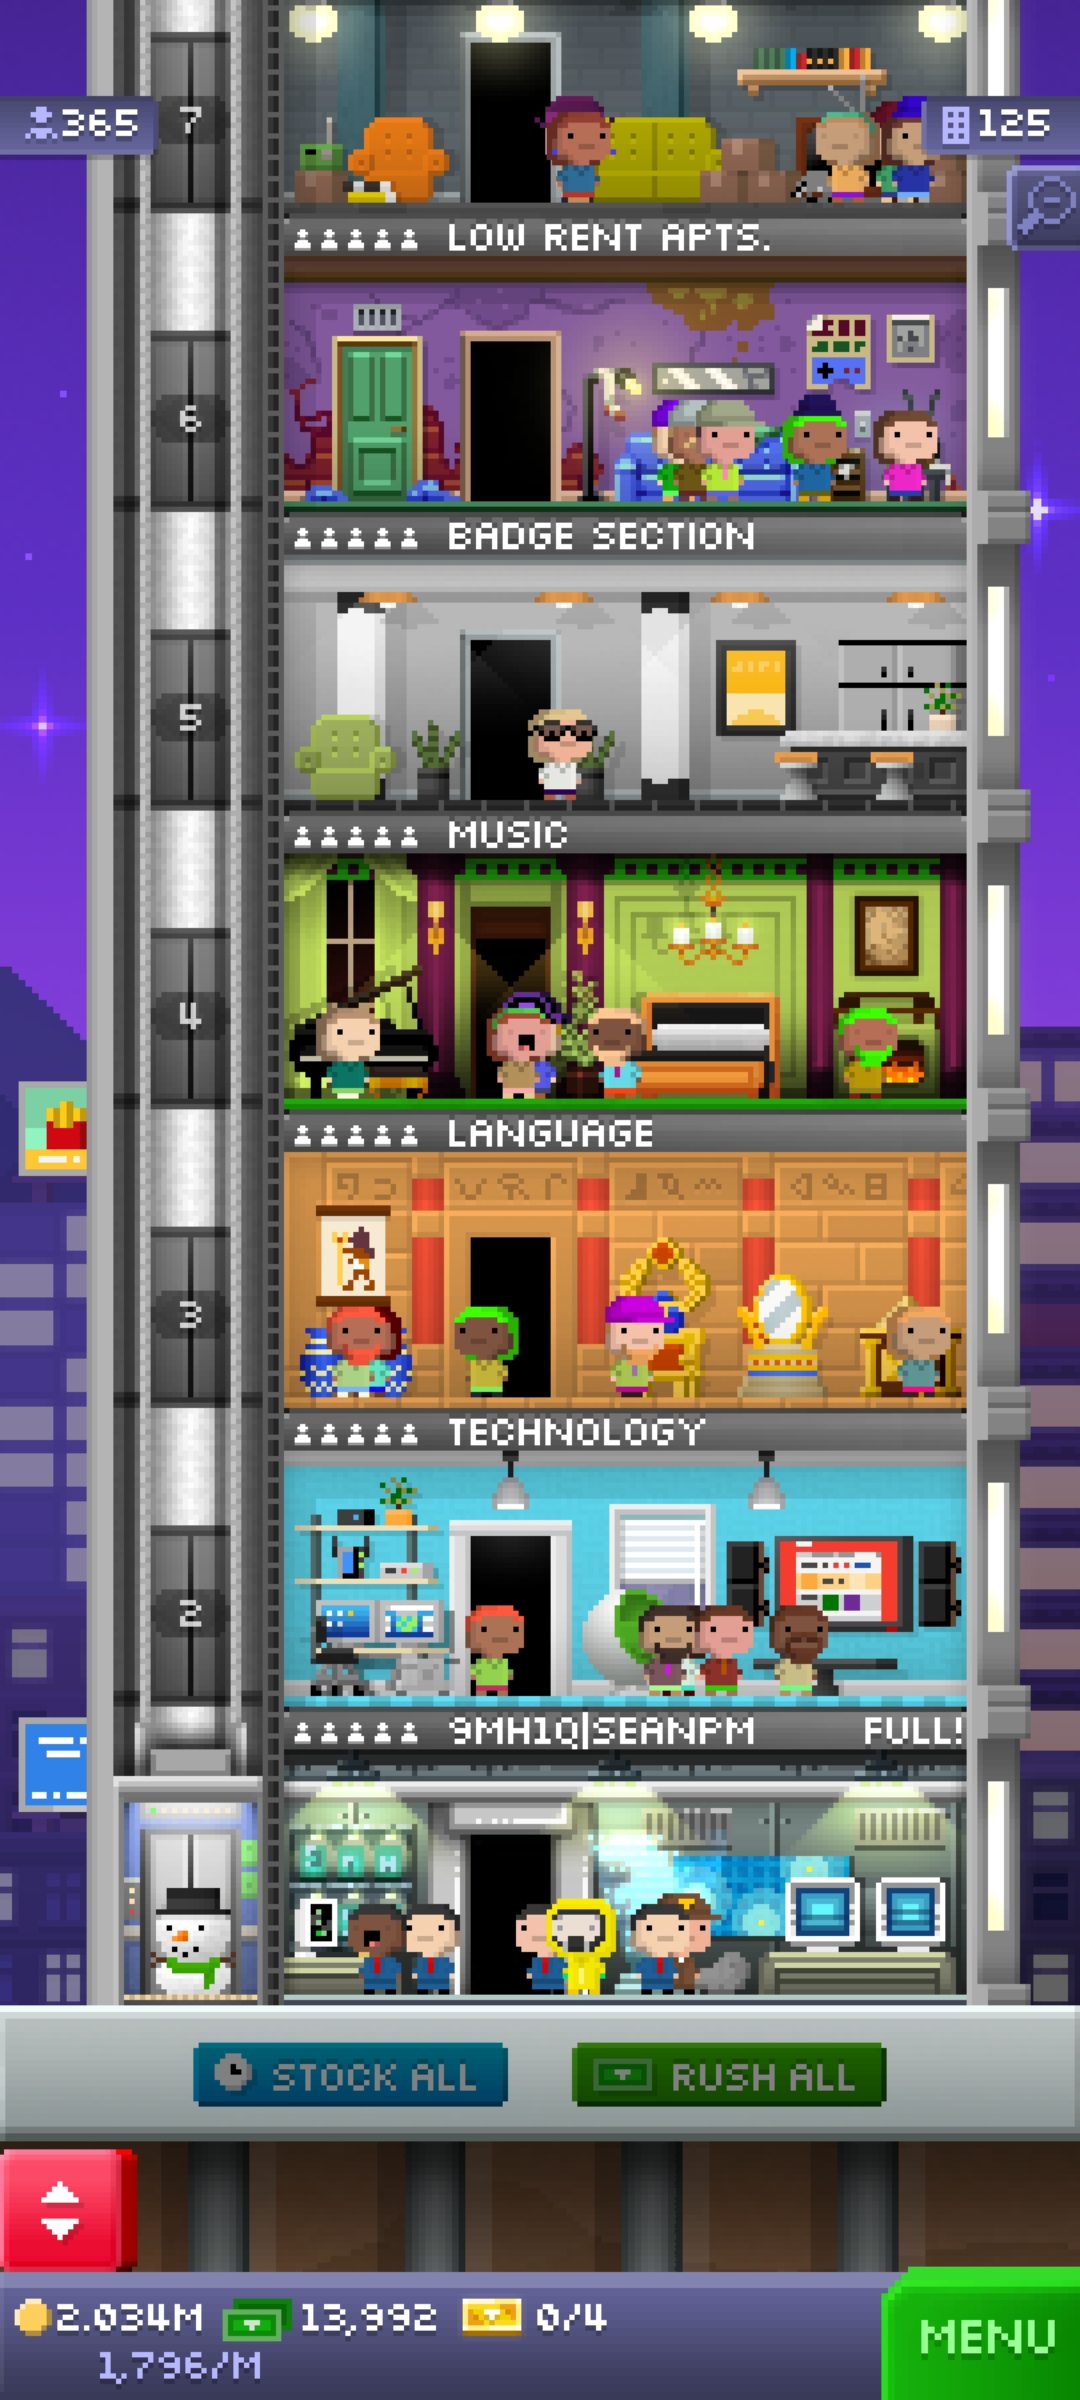 365
7
125
LOW RENT APTS.
6
BADGE SECTION
5
MUSIC
4
LANGUAGE
3
TECHNOLOGY
2
9MH1Q|SEANPM FULL!
STOCK ALL
RUSH ALL
2.034M 13,992 0/4
1,796/M
MENU